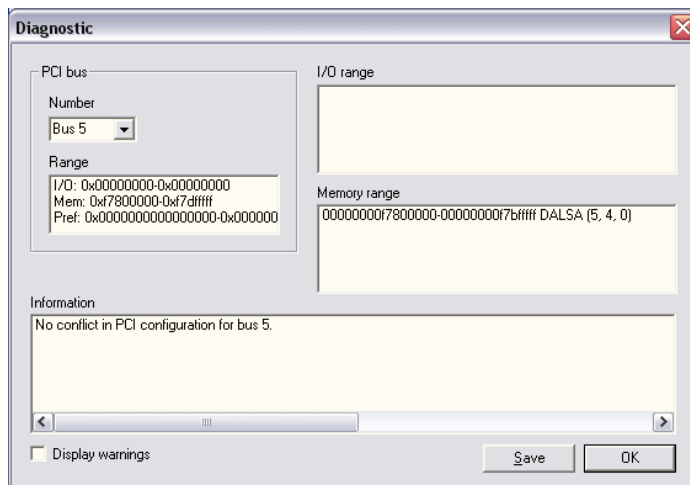 Diagnostic
PCI bus
Number
Bus 5
Range
I/O: 0x00000000-0x00000000
Mem: 0xf7800000-0xf7dfffff
Pref: 0x0000000000000000-0x000000
I/O range
Memory range
00000000f7800000-00000000f7bfffff DALSA (5, 4, 0)
Information
No conflict in PCI configuration for bus 5.
Display warnings
Save
OK